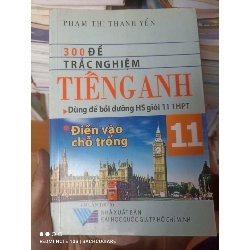 PHẠM THỊ THANH YẾN
300 ĐỀ
TRẮC NGHIỆM
TIẾNG ANH
Dùng để bồi dưỡng HS giỏi 11 THPT
Điền vào
chỗ trống
11
NHÀ XUẤT BẢN
ĐẠI HỌC QUỐC GIA TP HỒ CHÍ MINH